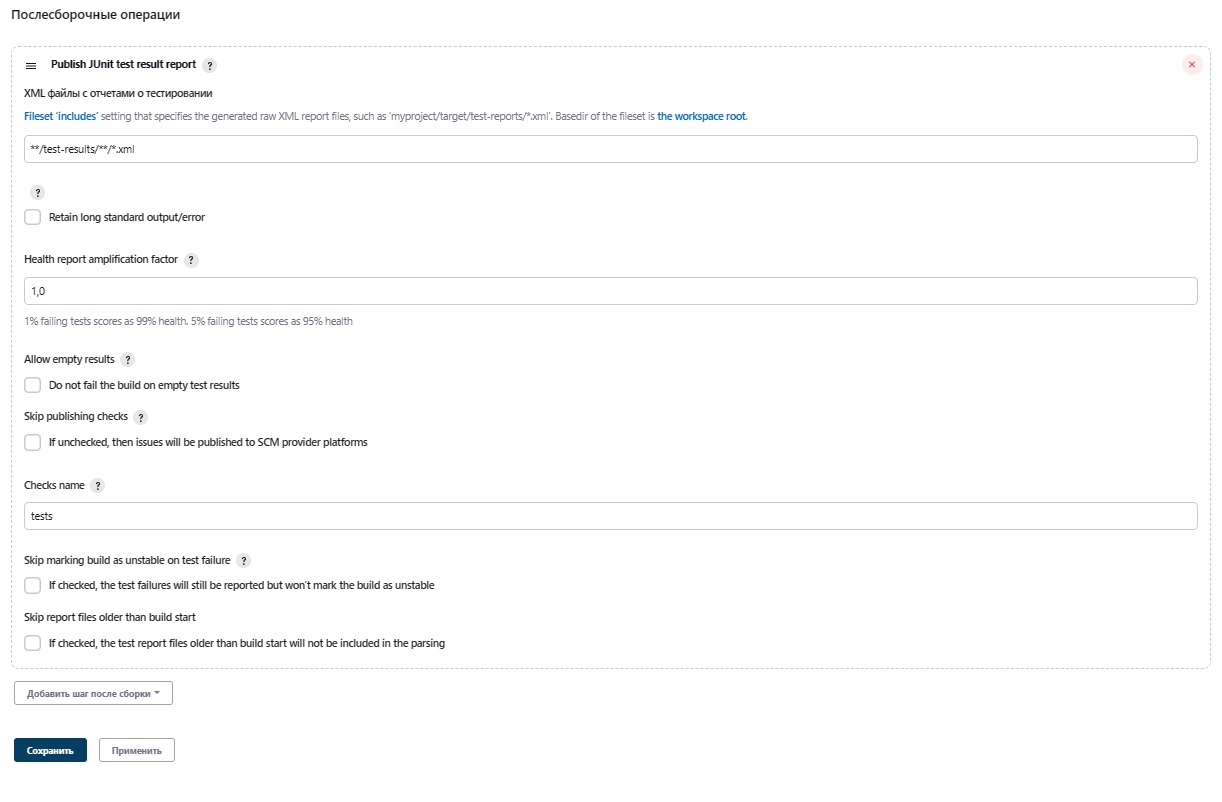 Послесборочные операции
Publish JUnit test result report ?
XML файлы с отчетами о тестировании
Fileset 'includes' setting that specifies the generated raw XML report files, such as 'myproject/target/test-reports/*.xml'. Basedir of the fileset is the workspace root.
**/test-results/**/*.xml
?
Retain long standard output/error
Health report amplification factor ?
1,0
1% failing tests scores as 99% health. 5% failing tests scores as 95% health
Allow empty results ?
Do not fail the build on empty test results
Skip publishing checks ?
If unchecked, then issues will be published to SCM provider platforms
Checks name ?
tests
Skip marking build as unstable on test failure ?
If checked, the test failures will still be reported but won't mark the build as unstable
Skip report files older than build start
If checked, the test report files older than build start will not be included in the parsing
Добавить шаг после сборки
Сохранить Применить